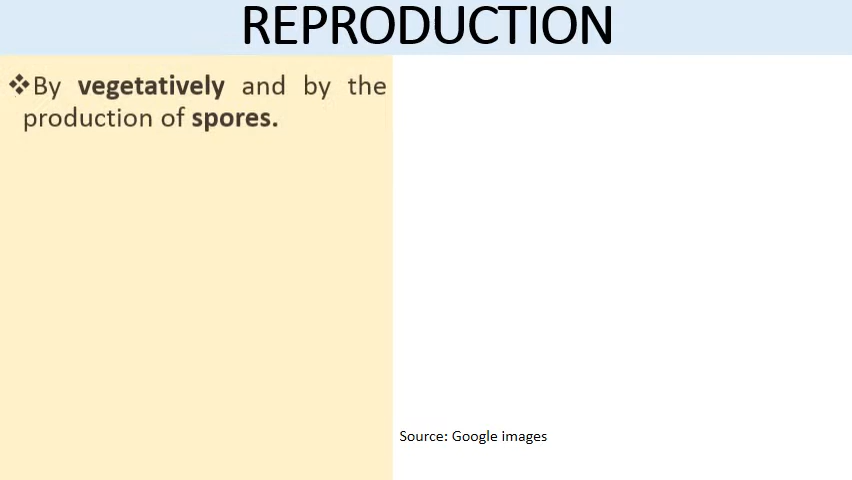 REPRODUCTION
❖By vegetatively and by the
production of spores.
Source: Google images